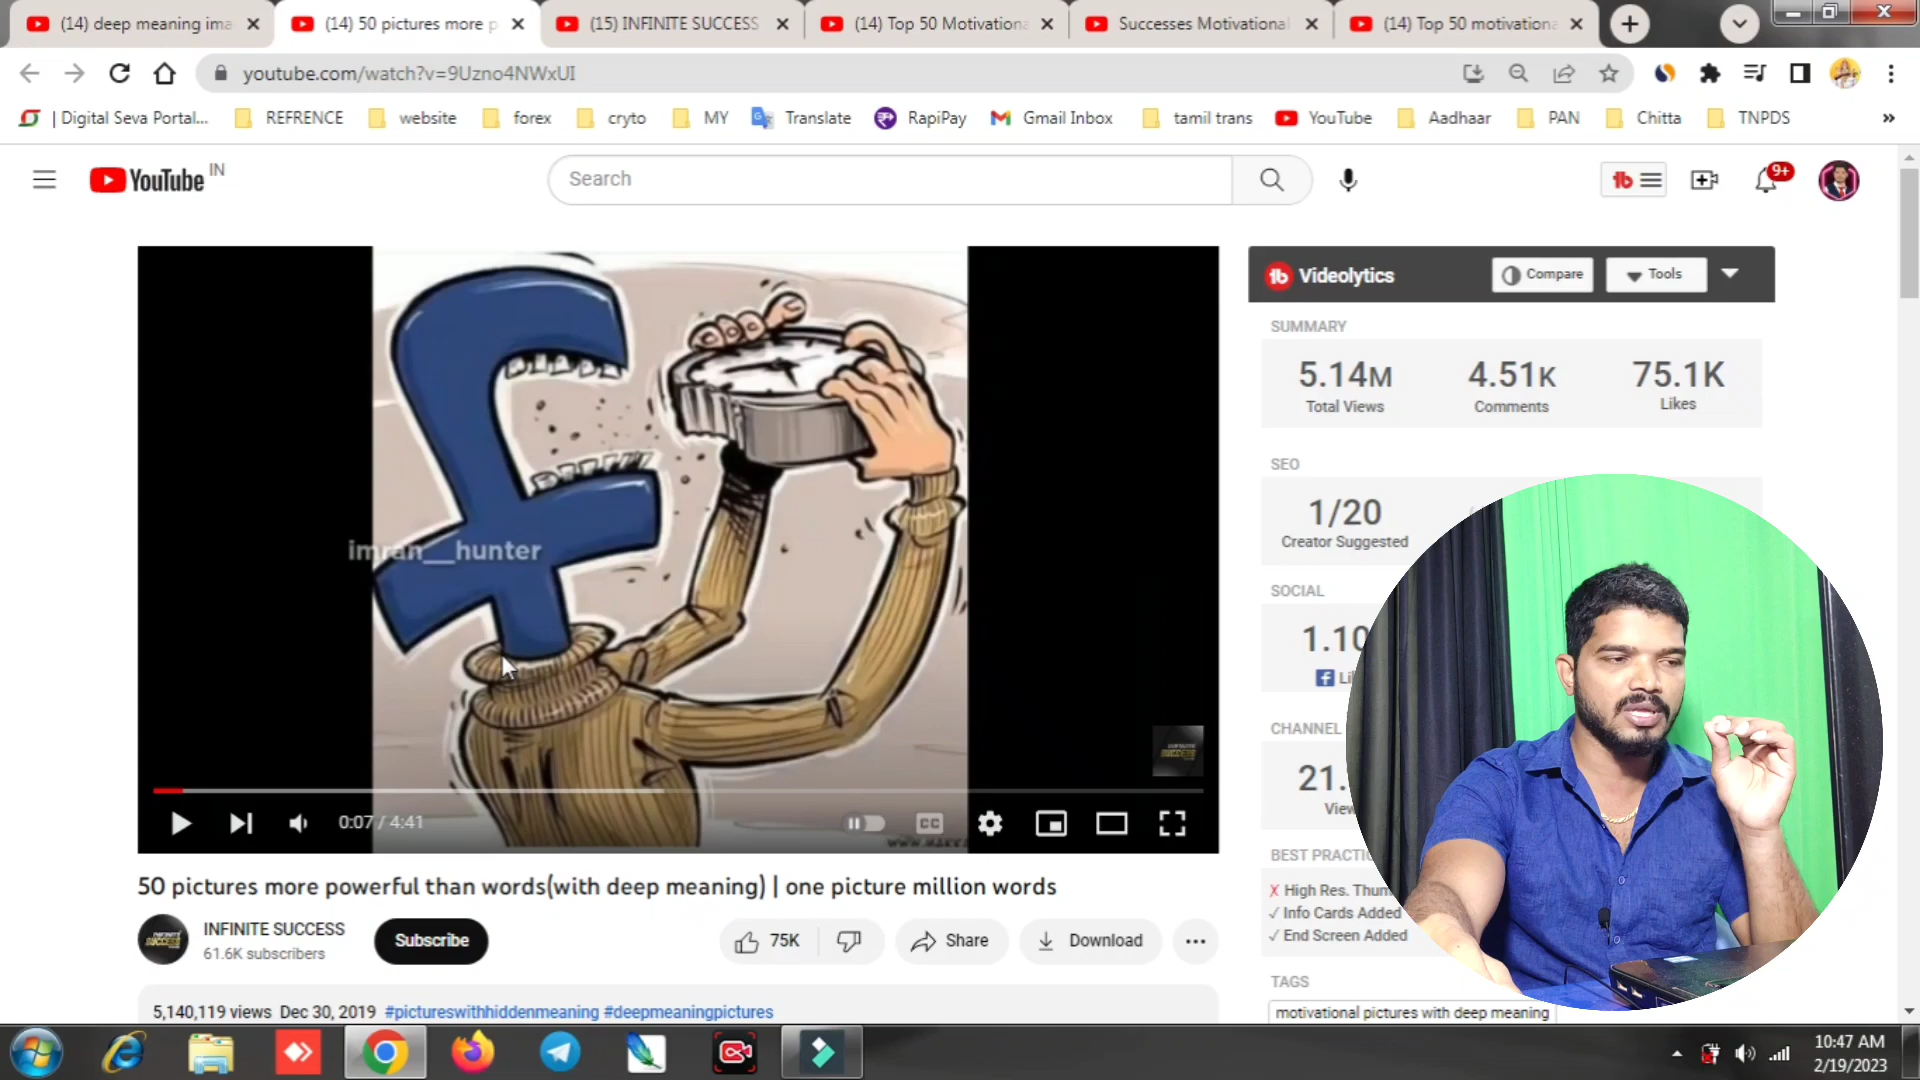 (14) deep meaning ima
(14) 50 pictures more p
(15) INFINITE SUCCESS
(14) Top 50 Motivationa
Successes Motivational
(14) Top 50 motivationa
youtube.com/watch?v=9Uzno4NWxUI
| Digital Seva Portal...
REFRENCE
website
forex
cryto
MY
Translate
RapiPay
Gmail Inbox
tamil trans
YouTube
Aadhaar
PAN
Chitta
TNPDS
»
YouTube IN
Search
9+
imran__hunter
Videolytics
Compare
Tools
SUMMARY
5.14M
4.51K
75.1K
Total Views
Comments
Likes
SEO
1/20
Creator Suggested
SOCIAL
1.10
CHANNEL
21.
BEST PRACTI
X High Res. Thum
✓ Info Cards Added
✓ End Screen Added
TAGS
motivational pictures with deep meaning
0:07 / 4:41
CC
50 pictures more powerful than words(with deep meaning) | one picture million words
INFINITE SUCCESS
61.6K subscribers
Subscribe
75K
Share
Download
5,140,119 views Dec 30, 2019 #pictureswithhiddenmeaning #deepmeaningpictures
10:47 AM
2/19/2023